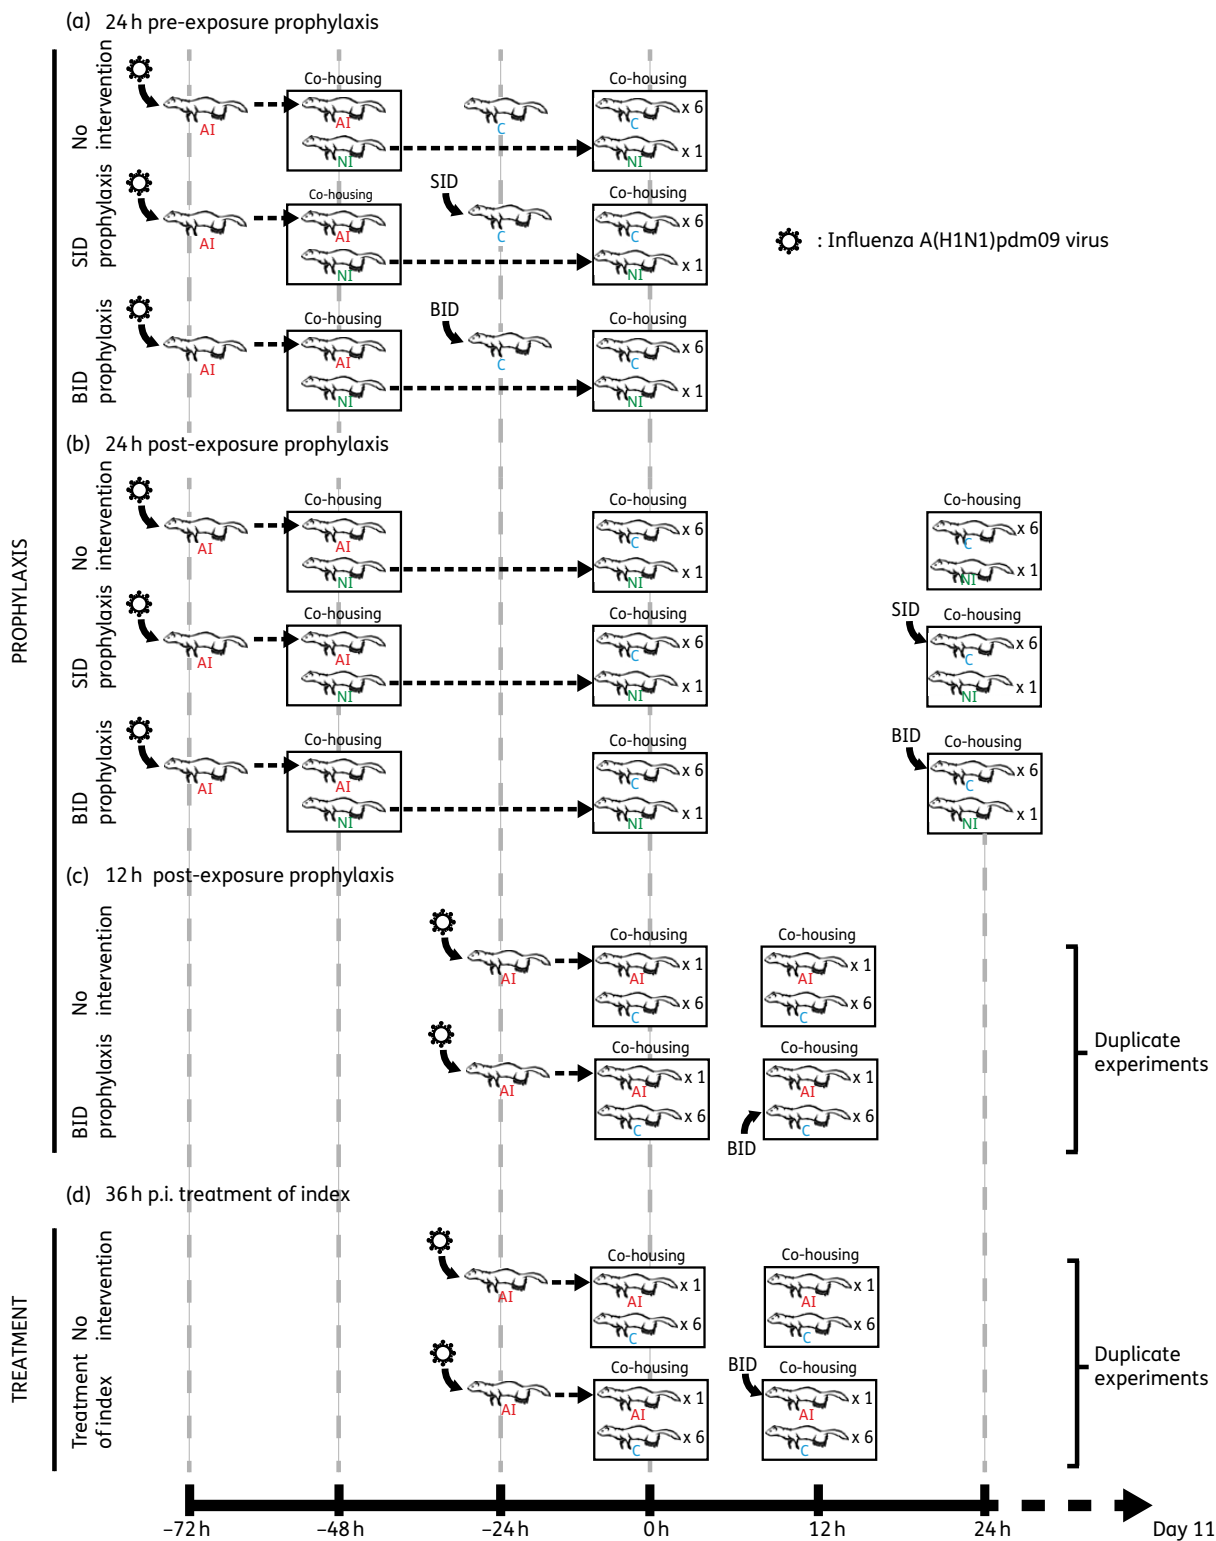 (a) 24 h pre-exposure prophylaxis
PROPHYLAXIS
No
intervention
AI
Co-housing
AI
NI
C
Co-housing
x 6
C
x 1
NI
SID
prophylaxis
AI
Co-housing
AI
NI
SID
C
Co-housing
x 6
C
x 1
NI
: Influenza A(H1N1)pdm09 virus
BID
prophylaxis
AI
Co-housing
AI
NI
BID
C
Co-housing
x 6
C
x 1
NI
(b) 24 h post-exposure prophylaxis
No
intervention
AI
Co-housing
AI
NI
Co-housing
x 6
C
x 1
NI
Co-housing
x 6
C
x 1
NI
SID
prophylaxis
AI
Co-housing
AI
NI
Co-housing
x 6
C
x 1
NI
SID
Co-housing
x 6
C
x 1
NI
BID
prophylaxis
AI
Co-housing
AI
NI
Co-housing
x 6
C
x 1
NI
BID
Co-housing
x 6
C
x 1
NI
(c) 12 h post-exposure prophylaxis
No
intervention
AI
Co-housing
x 1
AI
x 6
C
Co-housing
x 1
AI
x 6
C
BID
prophylaxis
AI
Co-housing
x 1
AI
x 6
C
Co-housing
x 1
AI
x 6
C
BID
Duplicate
experiments
(d) 36 h p.i. treatment of index
TREATMENT
No
intervention
AI
Co-housing
x 1
AI
x 6
C
Co-housing
x 1
AI
x 6
C
Treatment
of index
AI
Co-housing
x 1
AI
x 6
C
BID
Co-housing
x 1
AI
x 6
C
Duplicate
experiments
−72 h
−48 h
−24 h
0 h
12 h
24 h
Day 11